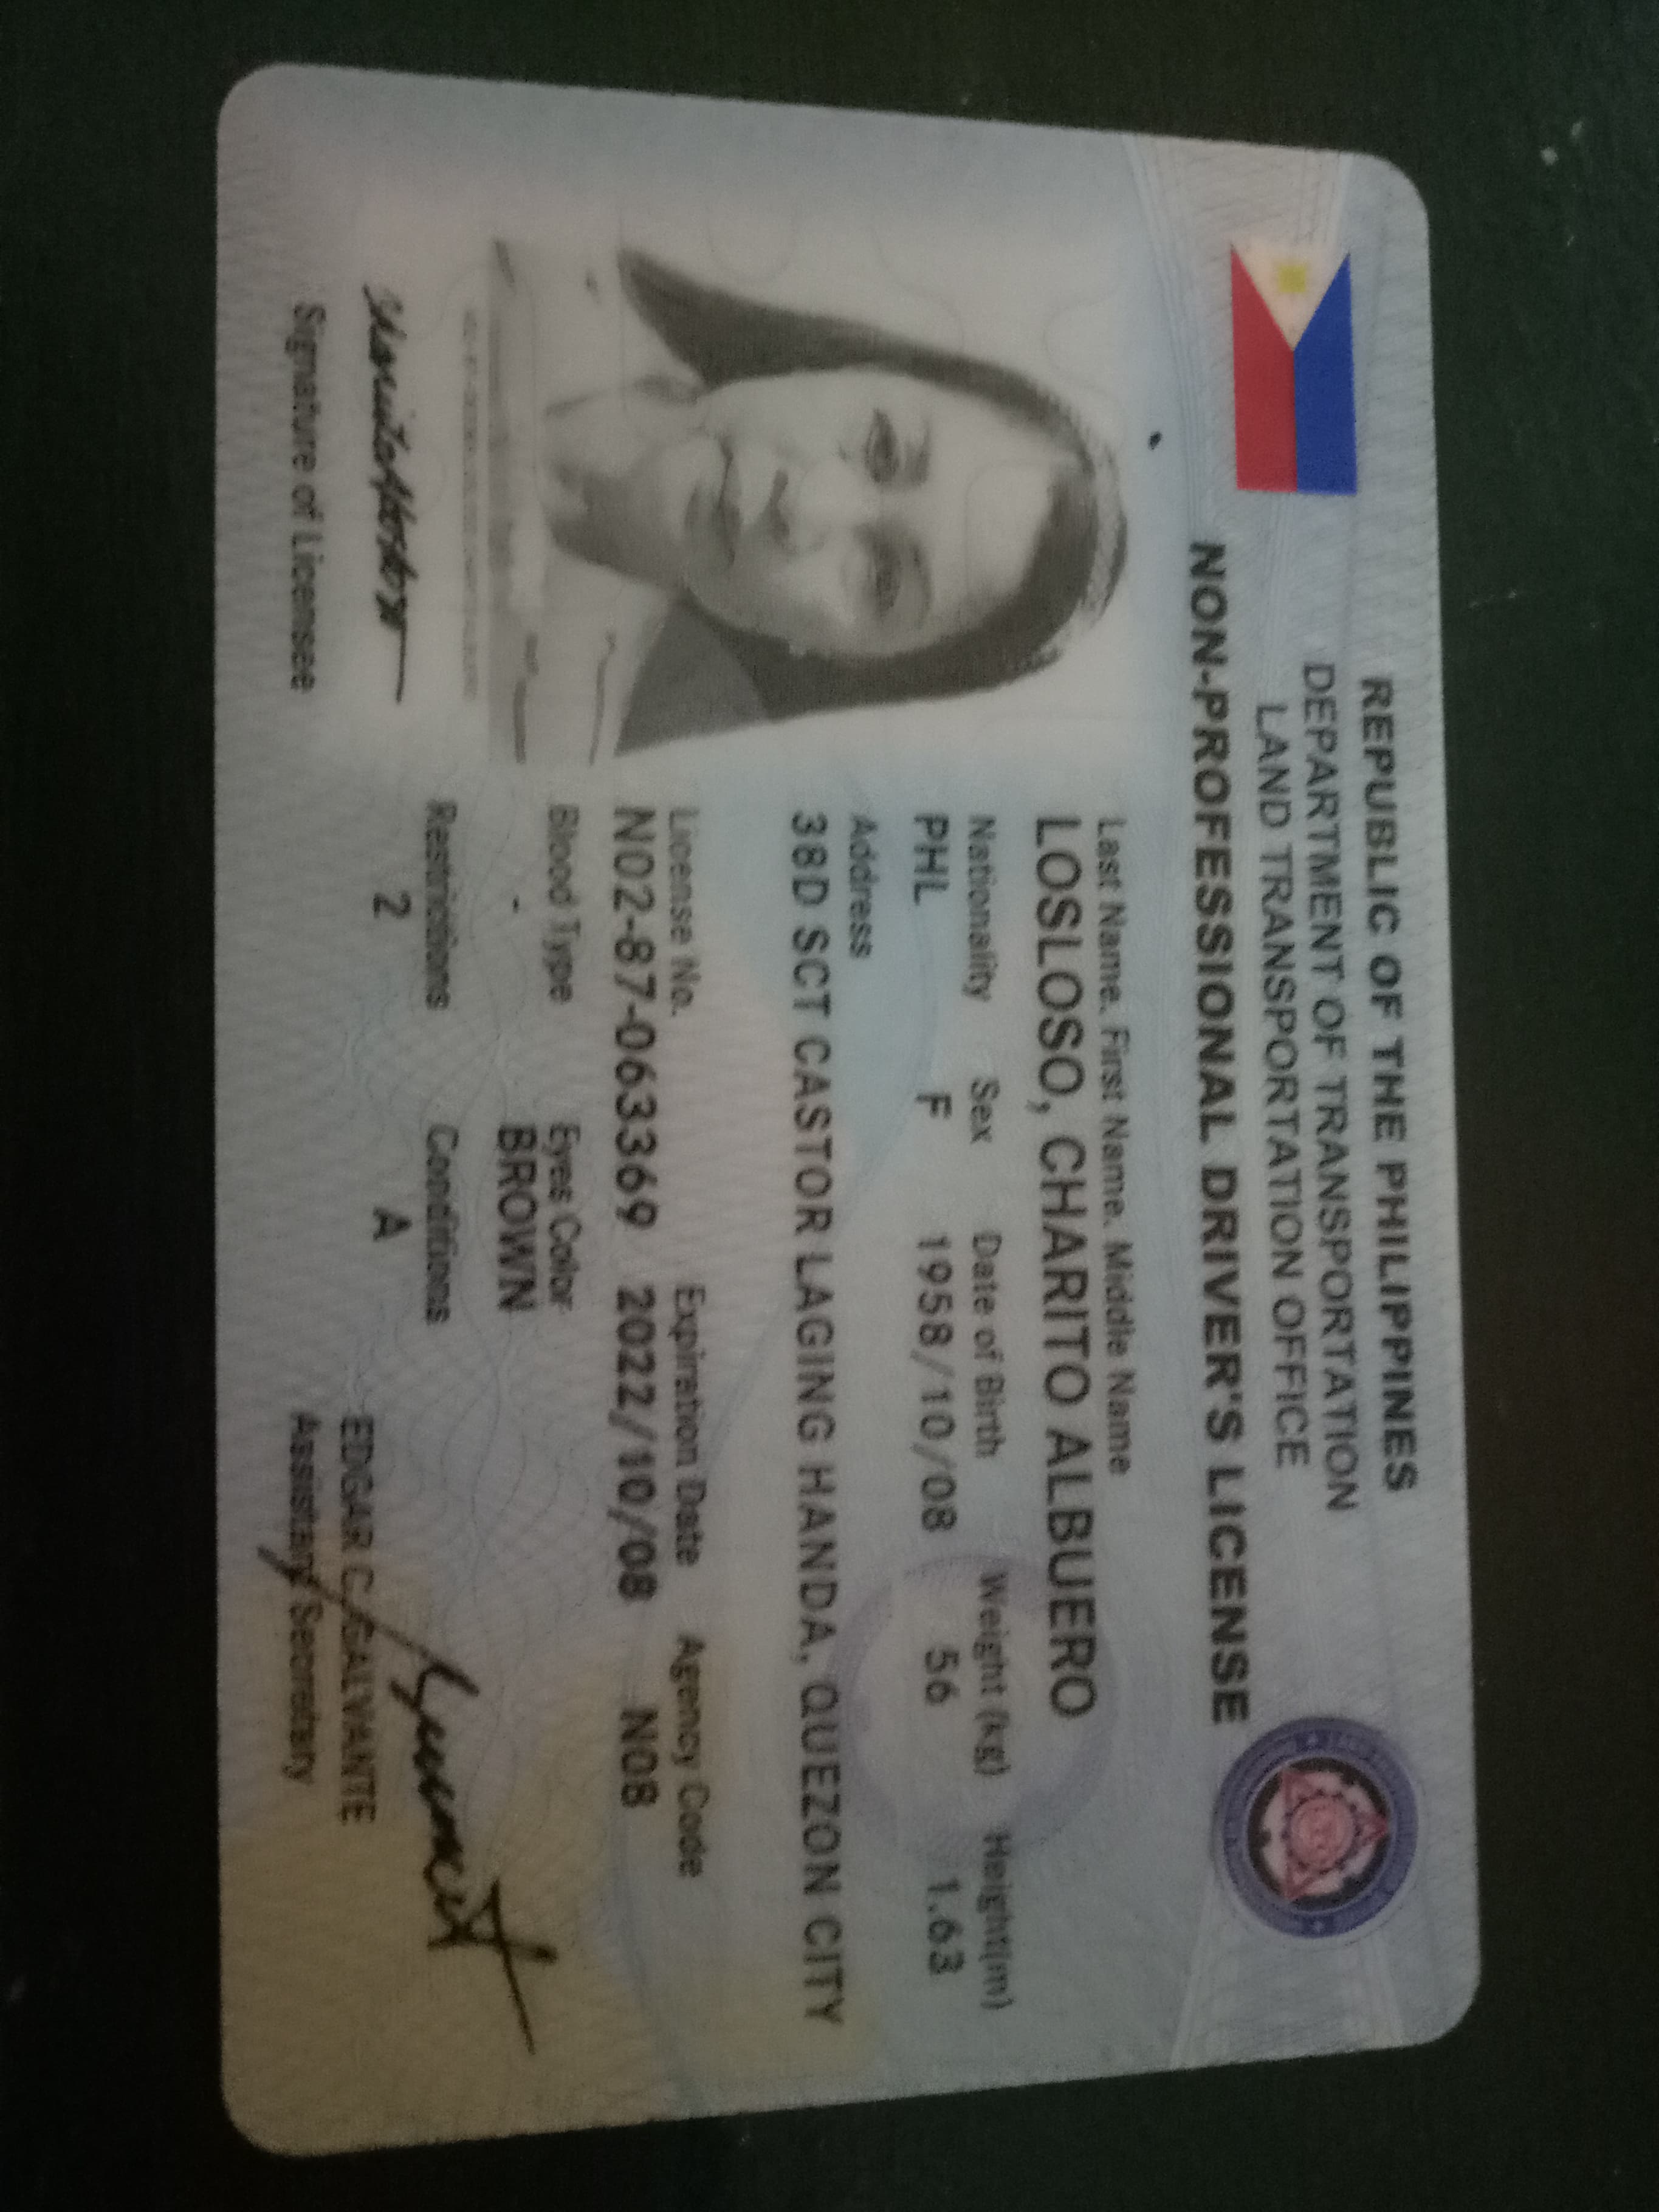 REPUBLIC OF THE PHILIPPINES
DEPARTMENT OF TRANSPORTATION
LAND TRANSPORTATION OFFICE
NON-PROFESSIONAL DRIVER'S LICENSE
Last Name. First Name. Middle Name
LOSLOSO, CHARITO ALBUERO
Nationality Sex Date of Birth Weight (kg) Height(m)
PHL F 1958/10/08 56 1.63
Address
38D SCT CASTOR LAGING HANDA, QUEZON CITY
License No. Expiration Date Agency Code
N02-87-063369 2022/10/08 N08
Blood Type Eyes Color
- BROWN
Restrictions Conditions
2 A
EDGAR C. GALVANTE
Assistant Secretary
Signature of Licensee